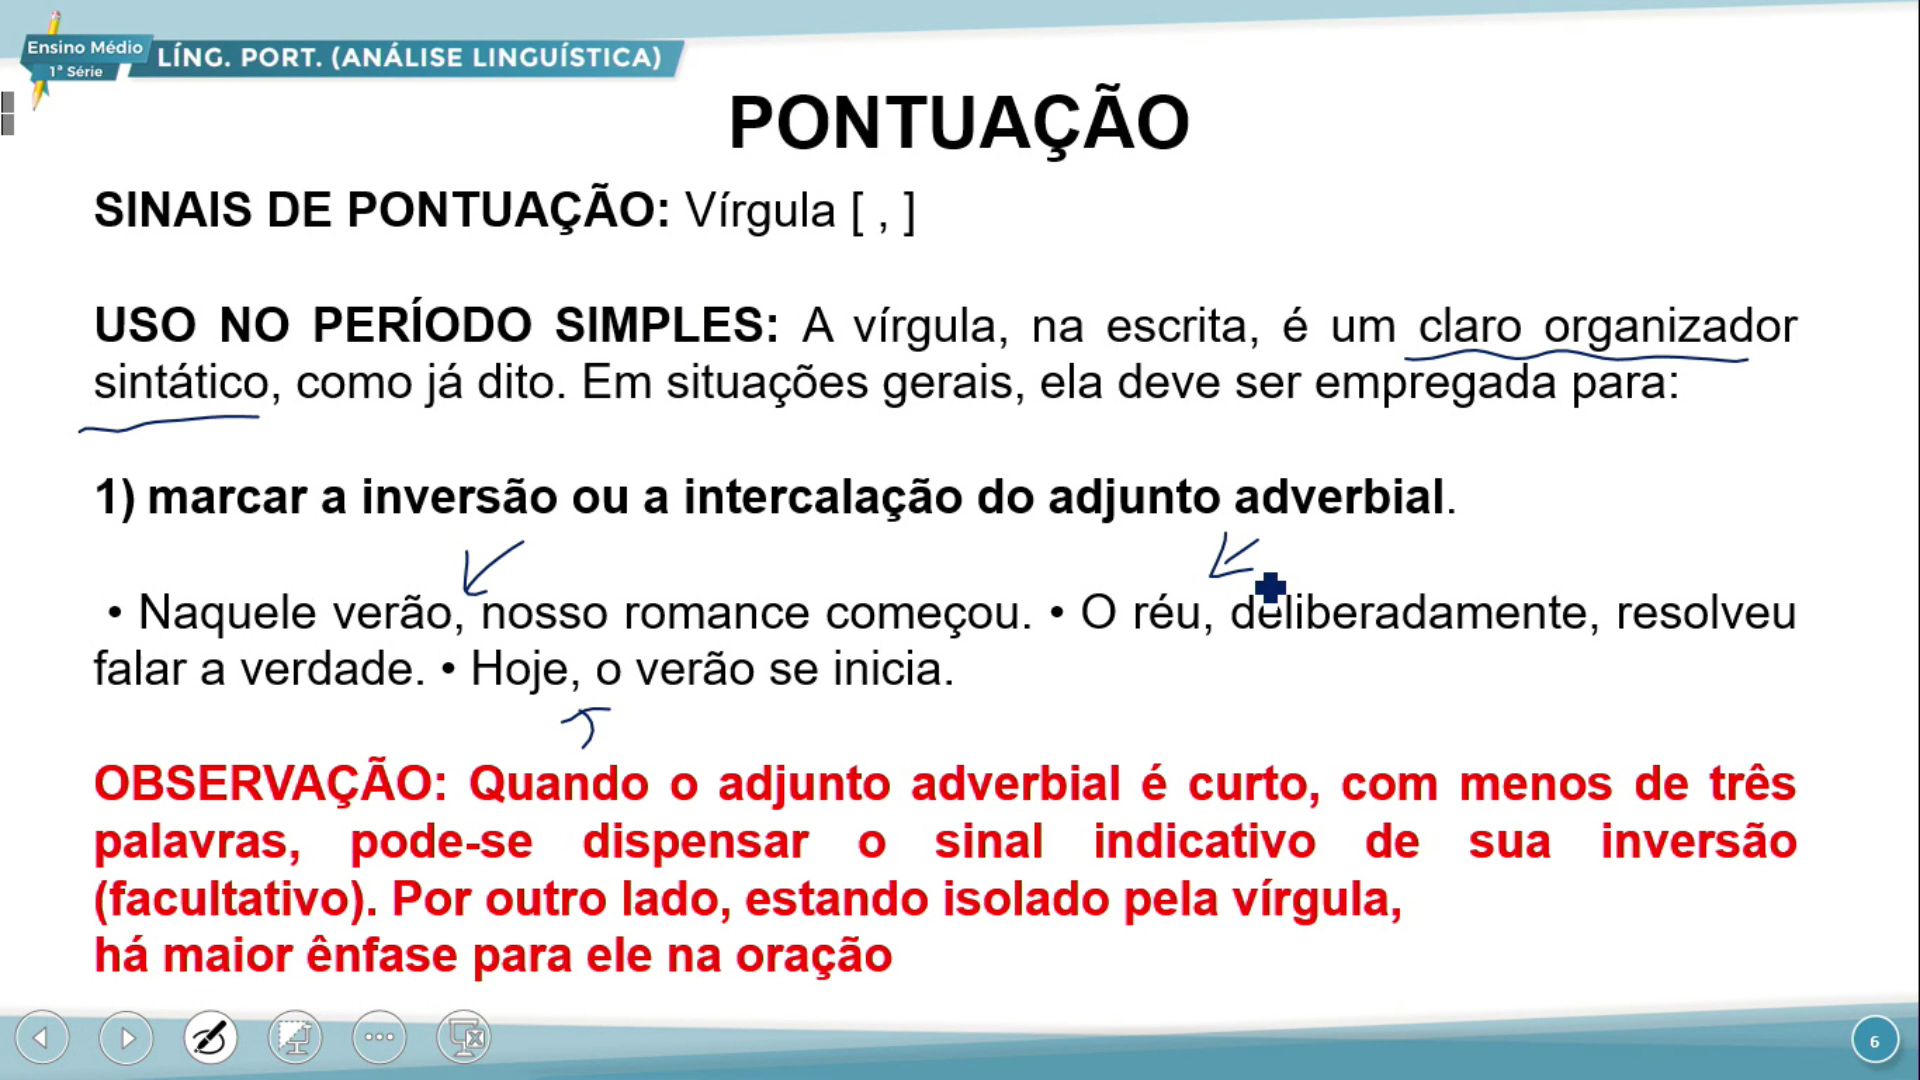 Ensino Médio
1ª Série
LÍNG. PORT. (ANÁLISE LINGUÍSTICA)
PONTUAÇÃO
SINAIS DE PONTUAÇÃO: Vírgula [ , ]
USO NO PERÍODO SIMPLES: A vírgula, na escrita, é um claro organizador
sintático, como já dito. Em situações gerais, ela deve ser empregada para:
1) marcar a inversão ou a intercalação do adjunto adverbial.
• Naquele verão, nosso romance começou. • O réu, deliberadamente, resolveu
falar a verdade. • Hoje, o verão se inicia.
OBSERVAÇÃO: Quando o adjunto adverbial é curto, com menos de três
palavras, pode-se dispensar o sinal indicativo de sua inversão
(facultativo). Por outro lado, estando isolado pela vírgula,
há maior ênfase para ele na oração
6